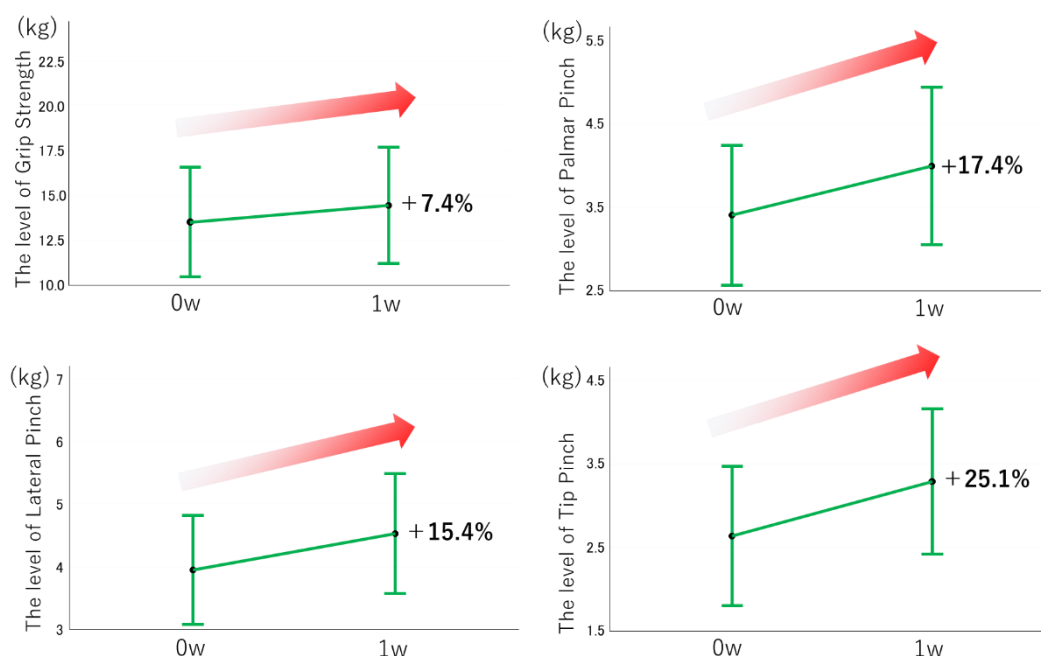 (kg)
The level of Grip Strength
22.5
20.0
17.5
15.0
12.5
10.0
0w
1w
+7.4%
(kg)
The level of Palmar Pinch
5.5
4.5
3.5
2.5
0w
1w
+17.4%
(kg)
The level of Lateral Pinch
7
6
5
4
3
0w
1w
+15.4%
(kg)
The level of Tip Pinch
4.5
3.5
2.5
1.5
0w
1w
+25.1%